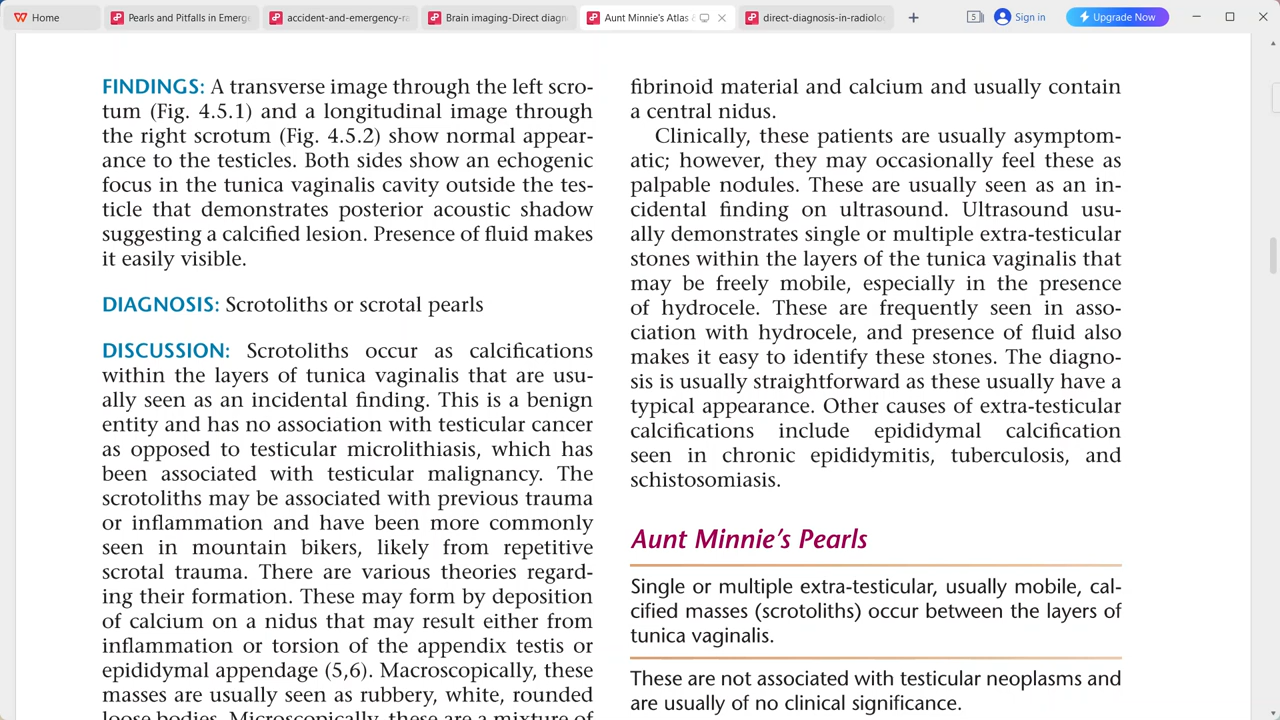 Home
Pearls and Pitfalls in Emerge
accident-and-emergency-ra
Brain imaging-Direct diagn
Aunt Minnie's Atlas &
direct-diagnosis-in-radiolo
5
Sign in
Upgrade Now
FINDINGS: A transverse image through the left scro-
tum (Fig. 4.5.1) and a longitudinal image through
the right scrotum (Fig. 4.5.2) show normal appear-
ance to the testicles. Both sides show an echogenic
focus in the tunica vaginalis cavity outside the tes-
ticle that demonstrates posterior acoustic shadow
suggesting a calcified lesion. Presence of fluid makes
it easily visible.
DIAGNOSIS: Scrotoliths or scrotal pearls
DISCUSSION: Scrotoliths occur as calcifications
within the layers of tunica vaginalis that are usu-
ally seen as an incidental finding. This is a benign
entity and has no association with testicular cancer
as opposed to testicular microlithiasis, which has
been associated with testicular malignancy. The
scrotoliths may be associated with previous trauma
or inflammation and have been more commonly
seen in mountain bikers, likely from repetitive
scrotal trauma. There are various theories regard-
ing their formation. These may form by deposition
of calcium on a nidus that may result either from
inflammation or torsion of the appendix testis or
epididymal appendage (5,6). Macroscopically, these
masses are usually seen as rubbery, white, rounded
loose bodies. Microscopically, these are a mixture of
fibrinoid material and calcium and usually contain
a central nidus.
Clinically, these patients are usually asymptom-
atic; however, they may occasionally feel these as
palpable nodules. These are usually seen as an in-
cidental finding on ultrasound. Ultrasound usu-
ally demonstrates single or multiple extra-testicular
stones within the layers of the tunica vaginalis that
may be freely mobile, especially in the presence
of hydrocele. These are frequently seen in asso-
ciation with hydrocele, and presence of fluid also
makes it easy to identify these stones. The diagno-
sis is usually straightforward as these usually have a
typical appearance. Other causes of extra-testicular
calcifications include epididymal calcification
seen in chronic epididymitis, tuberculosis, and
schistosomiasis.
Aunt Minnie's Pearls
Single or multiple extra-testicular, usually mobile, cal-
cified masses (scrotoliths) occur between the layers of
tunica vaginalis.
These are not associated with testicular neoplasms and
are usually of no clinical significance.